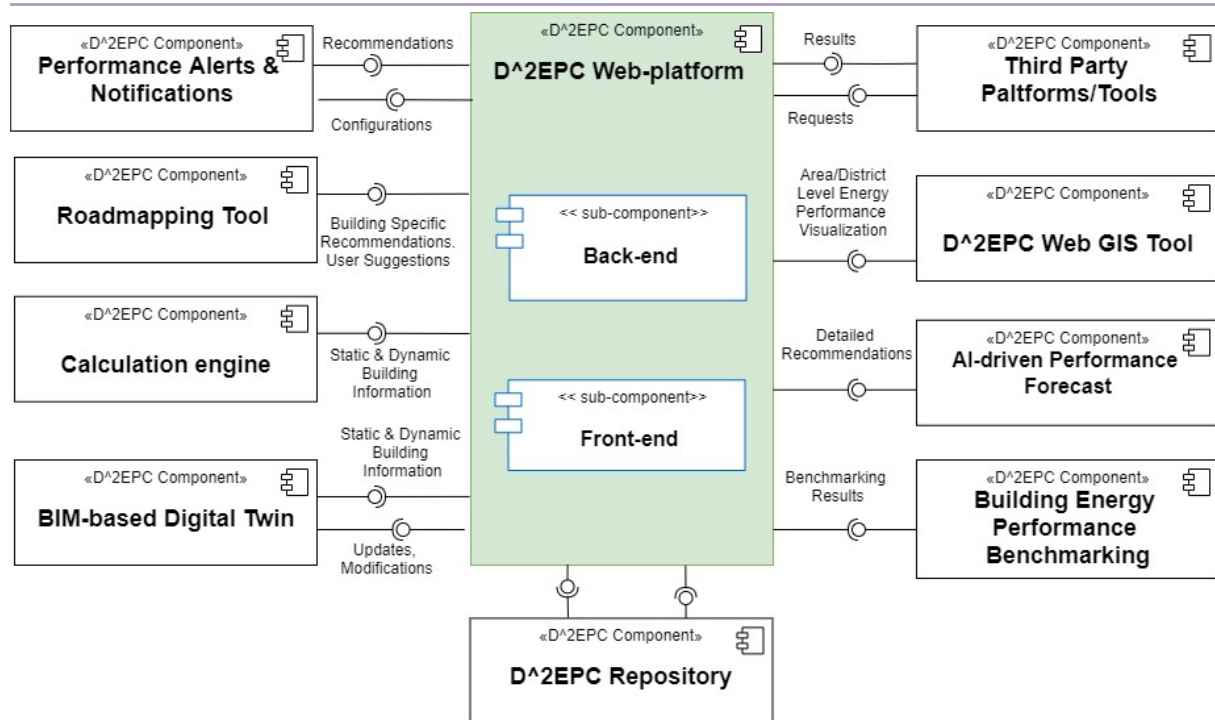 «D^2EPC Component»
Performance Alerts &
Notifications
Recommendations
Configurations
«D^2EPC Component»
Roadmapping Tool
Building Specific
Recommendations.
User Suggestions
«D^2EPC Component»
Calculation engine
Static & Dynamic
Building
Information
Static & Dynamic
Building
Information
«D^2EPC Component»
BIM-based Digital Twin
Updates,
Modifications
«D^2EPC Component»
D^2EPC Web-platform
<< sub-component>>
Back-end
<< sub-component>>
Front-end
«D^2EPC Component»
D^2EPC Repository
Results
Requests
«D^2EPC Component»
Third Party
Paltforms/Tools
Area/District
Level Energy
Performance
Visualization
«D^2EPC Component»
D^2EPC Web GIS Tool
Detailed
Recommendations
«D^2EPC Component»
AI-driven Performance
Forecast
Benchmarking
Results
«D^2EPC Component»
Building Energy
Performance
Benchmarking